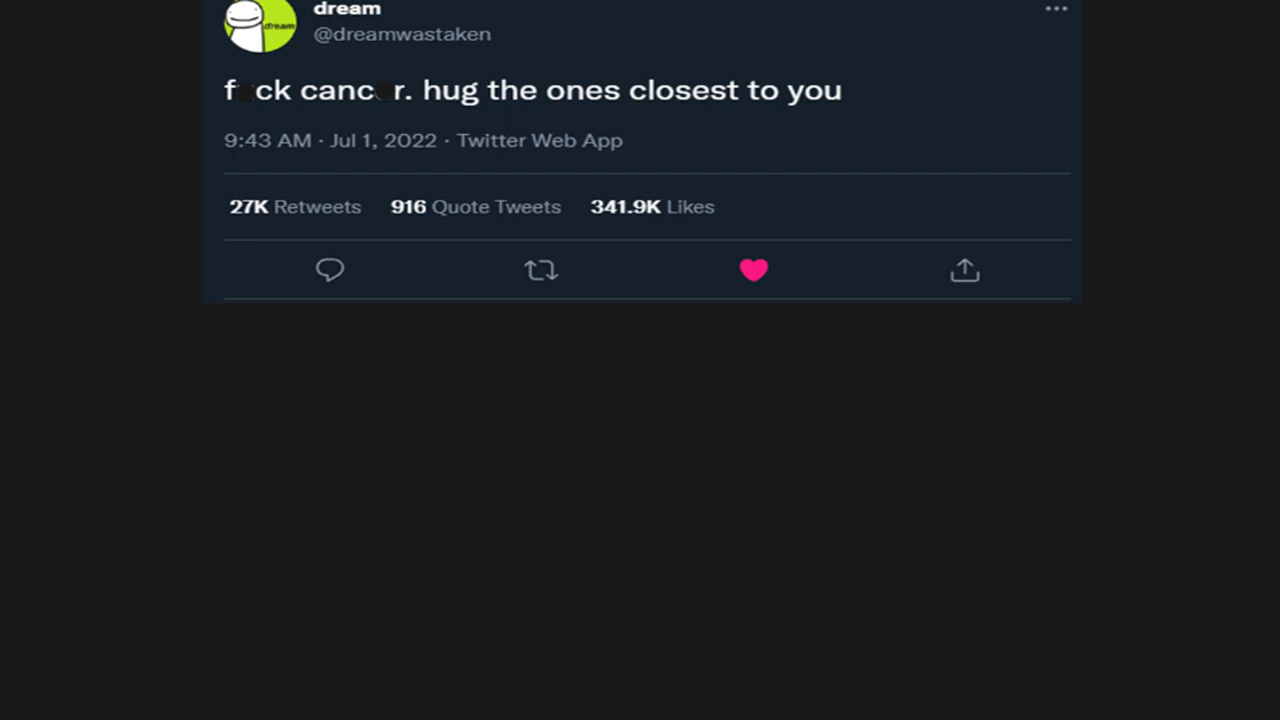 dream
dream
@dreamwastaken
f ck canc r. hug the ones closest to you
9:43 AM · Jul 1, 2022 · Twitter Web App
27K Retweets 916 Quote Tweets 341.9K Likes